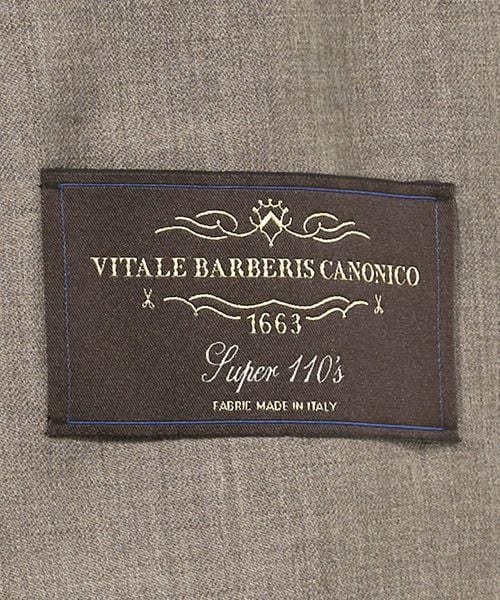 VITALE BARBERIS CANONICO
1663
Super 110's
FABRIC MADE IN ITALY